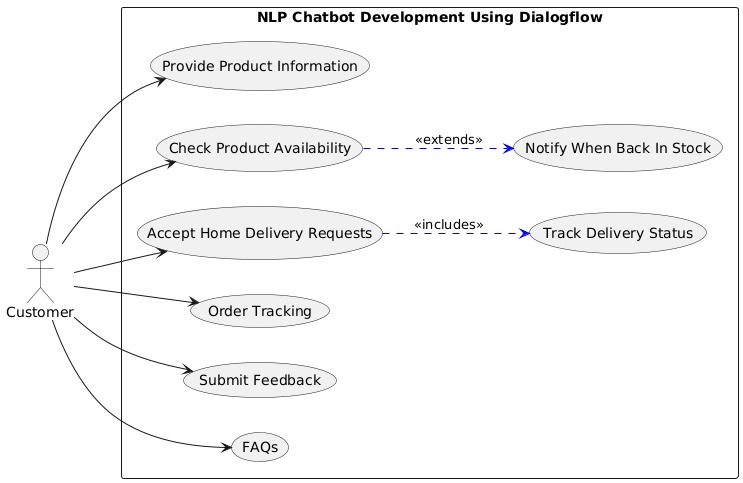 NLP Chatbot Development Using Dialogflow
Provide Product Information
Check Product Availability
«extends»
Notify When Back In Stock
Accept Home Delivery Requests
«includes»
Track Delivery Status
Customer
Order Tracking
Submit Feedback
FAQs